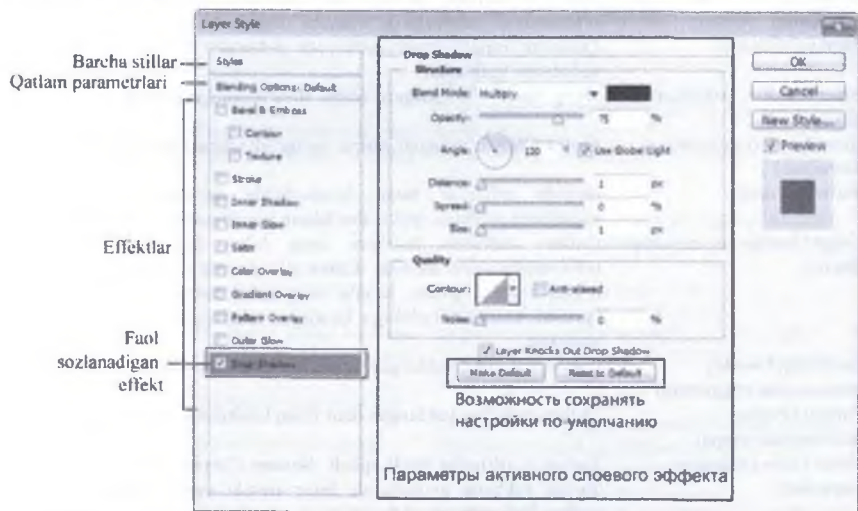 Layer Style
Barcha stillar
Qatlam parametrlari
Effektlar
Faol
sozlanadigan
effekt
Styles
Blending Options: Default
Bevel & Emboss
Contour
Texture
Stroke
Inner Shadow
Inner Glow
Satin
Color Overlay
Gradient Overlay
Pattern Overlay
Outer Glow
Drop Shadow
Drop Shadow
Structure
Blend Mode: Multiply
Opacity: 75 %
Angle: 120 ° Use Global Light
Distance: 1 px
Spread: 0 %
Size: 1 px
Quality
Contour: Anti-aliased
Noise: 0 %
Layer Knocks Out Drop Shadow
Make Default Reset to Default
Возможность сохранять
настройки по-умолчанию
Параметры активного слоевого эффекта
OK
Cancel
New Style...
Preview